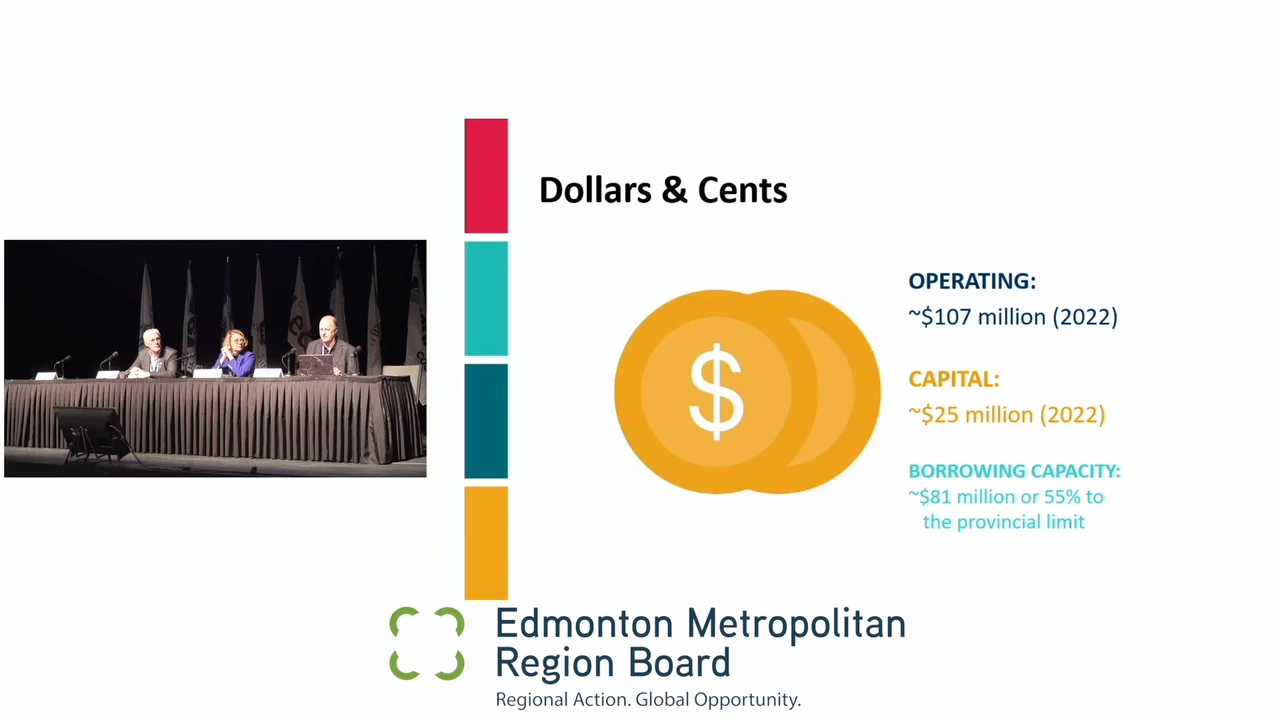 Dollars & Cents
OPERATING:
~$107 million (2022)
$
CAPITAL:
~$25 million (2022)
BORROWING CAPACITY:
~$81 million or 55% to
the provincial limit
Edmonton Metropolitan
Region Board
Regional Action. Global Opportunity.